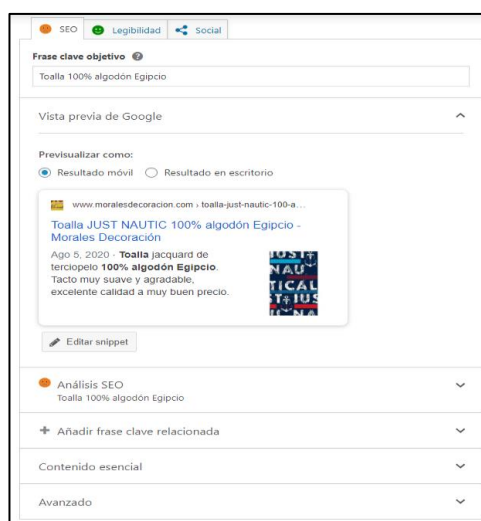 SEO Legibilidad Social
Frase clave objetivo
Toalla 100% algodón Egipcio
Vista previa de Google
Previsualizar como:
Resultado móvil Resultado en escritorio
www.moralesdecoracion.com › toalla-just-nautic-100-a...
Toalla JUST NAUTIC 100% algodón Egipcio -
Morales Decoración
Ago 5, 2020 · Toalla jacquard de
terciopelo 100% algodón Egipcio.
Tacto muy suave y agradable,
excelente calidad a muy buen precio.
NAU
TICAL
Editar snippet
Análisis SEO
Toalla 100% algodón Egipcio
Añadir frase clave relacionada
Contenido esencial
Avanzado